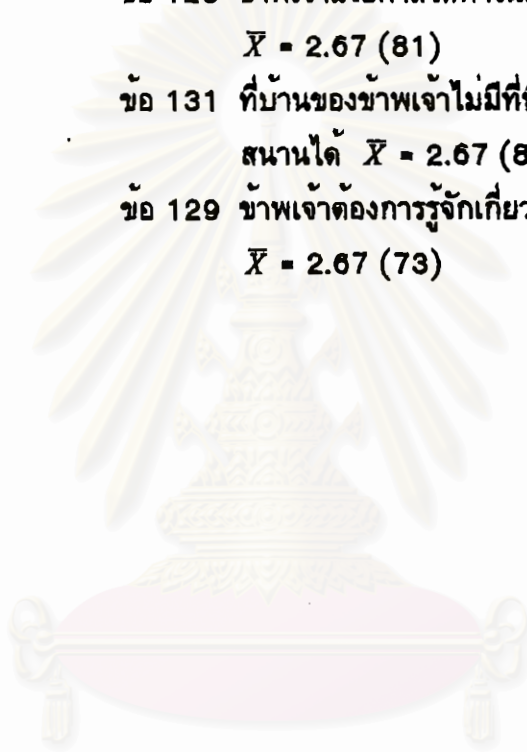 X̄ = 2.67 (81)
ข้อ 131 ที่บ้านของข้าพเจ้าไม่มี
สนานได้ X̄ = 2.67 (8
ข้อ 129 ข้าพเจ้าต้องการรู้จักเกี่ยว
X̄ = 2.67 (73)